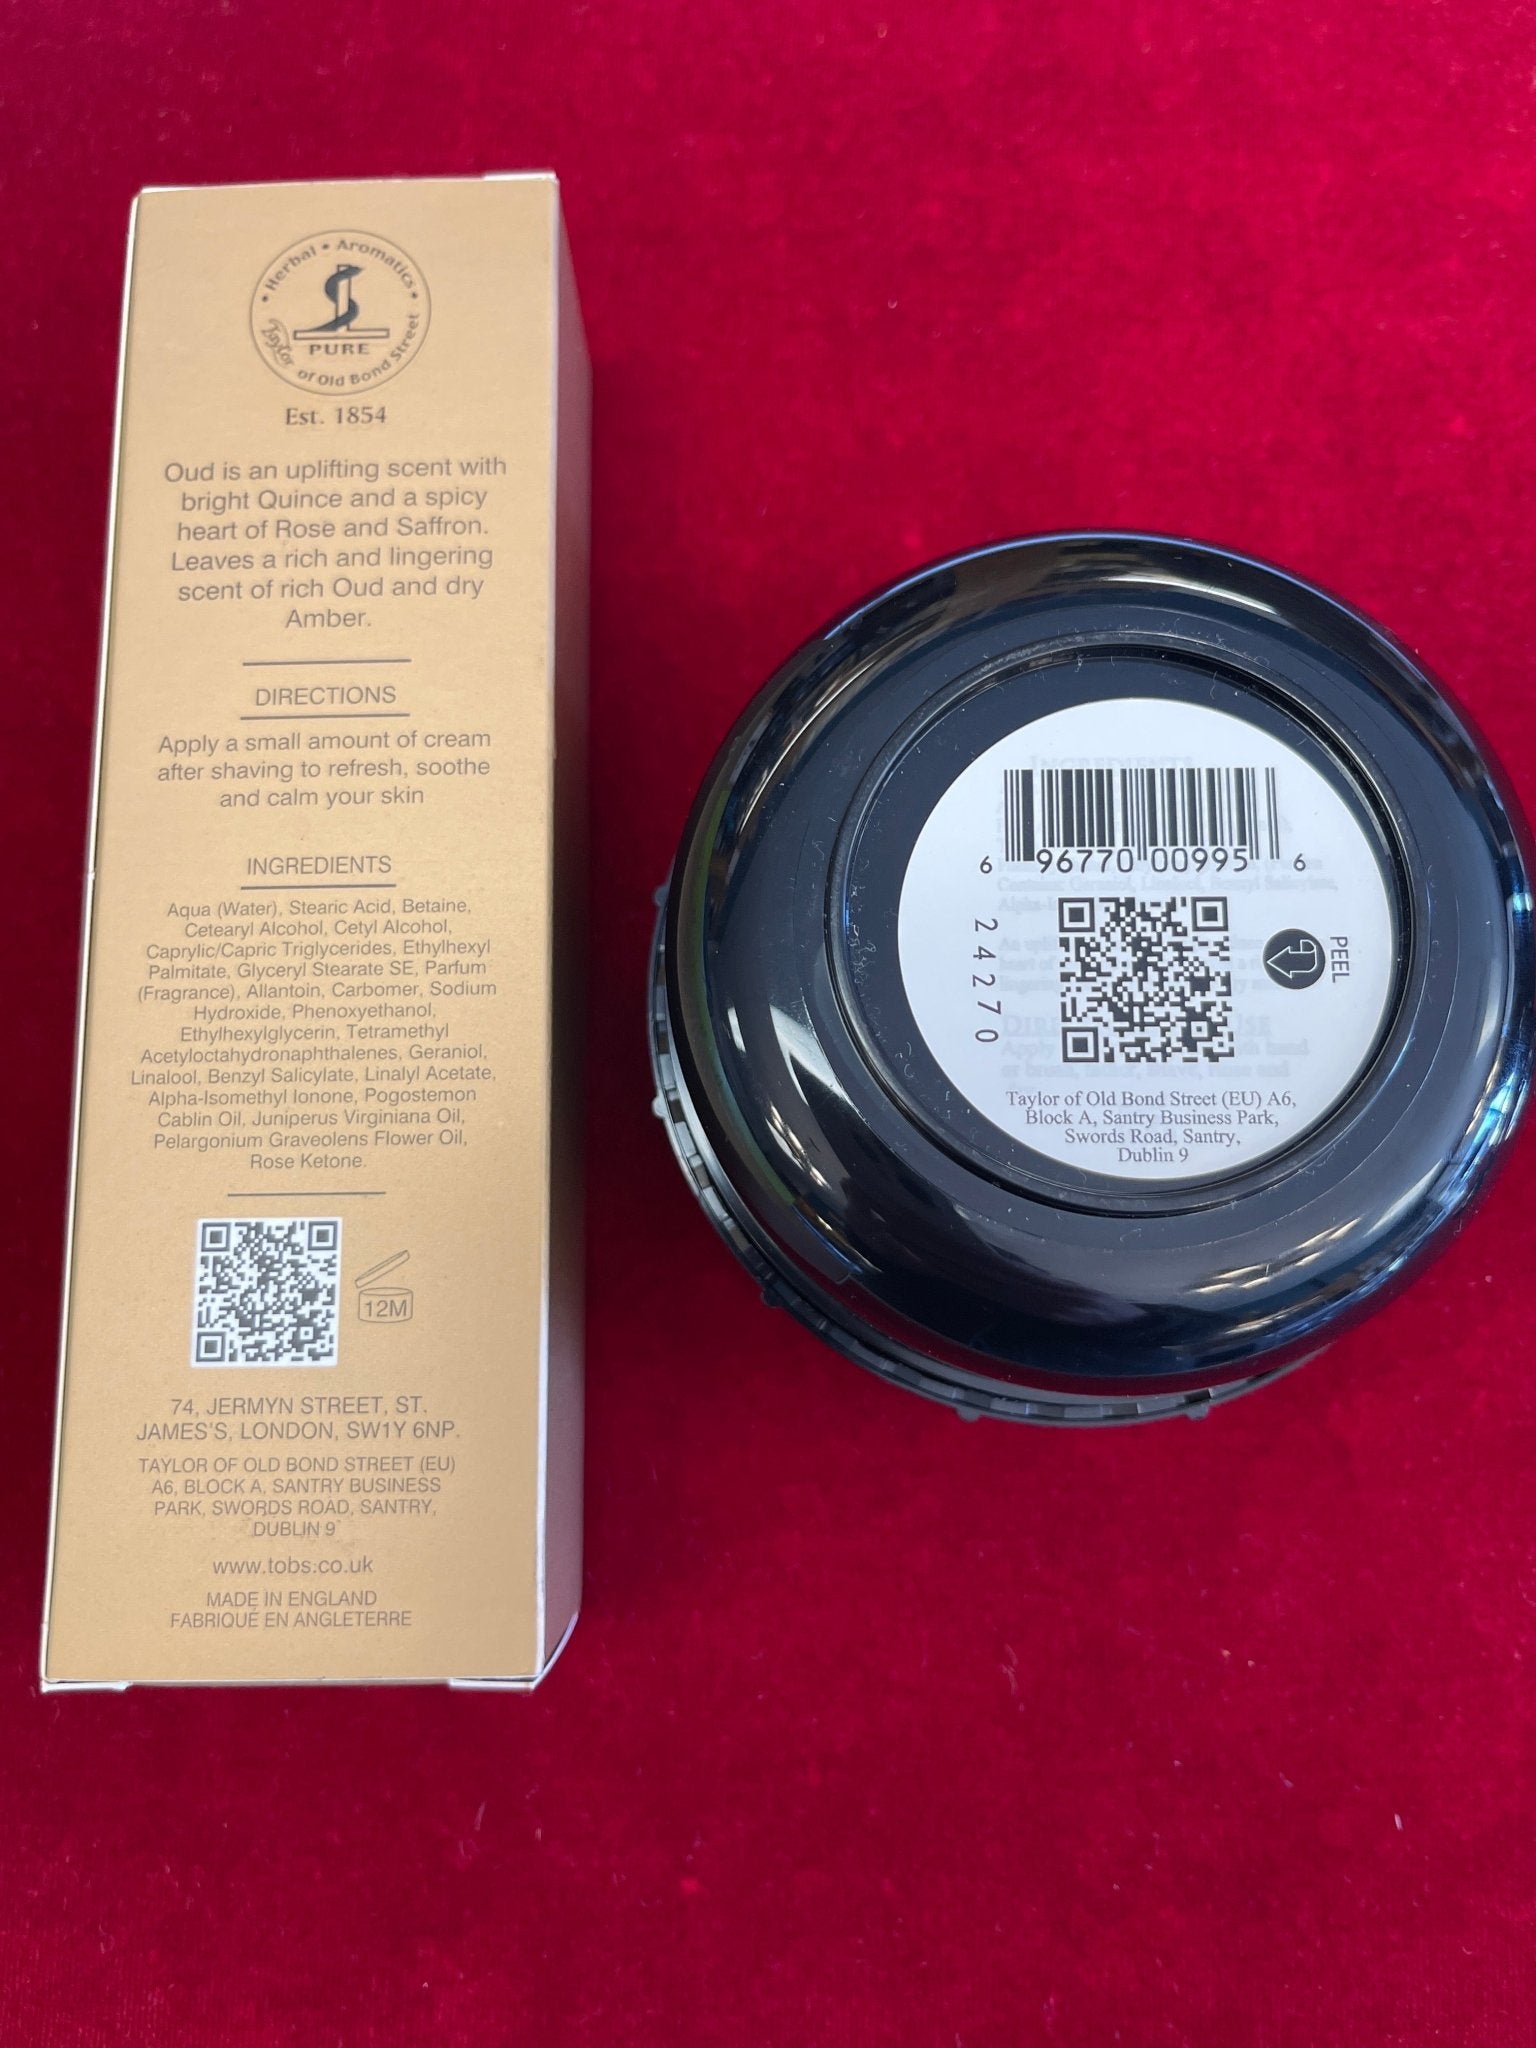 Herbal • Aromatics
PURE
Taylor of Old Bond Street
Est. 1854
Oud is an uplifting scent with
bright Quince and a spicy
heart of Rose and Saffron.
Leaves a rich and lingering
scent of rich Oud and dry
Amber.
DIRECTIONS
Apply a small amount of cream
after shaving to refresh, soothe
and calm your skin
INGREDIENTS
Aqua (Water), Stearic Acid, Betaine,
Cetearyl Alcohol, Cetyl Alcohol,
Caprylic/Capric Triglycerides, Ethylhexyl
Palmitate, Glyceryl Stearate SE, Parfum
(Fragrance), Allantoin, Carbomer, Sodium
Hydroxide, Phenoxyethanol,
Ethylhexylglycerin, Tetramethyl
Acetyloctahydronaphthalenes, Geraniol,
Linalool, Benzyl Salicylate, Linalyl Acetate,
Alpha-Isomethyl Ionone, Pogostemon
Cablin Oil, Juniperus Virginiana Oil,
Pelargonium Graveolens Flower Oil,
Rose Ketone.
12M
74, JERMYN STREET, ST.
JAMES'S, LONDON, SW1Y 6NP.
TAYLOR OF OLD BOND STREET (EU)
A6, BLOCK A, SANTRY BUSINESS
PARK, SWORDS ROAD, SANTRY,
DUBLIN 9
www.tobs.co.uk
MADE IN ENGLAND
FABRIQUÉ EN ANGLETERRE
6 96770 00995 6
24270
PEEL
Taylor of Old Bond Street (EU) A6,
Block A, Santry Business Park,
Swords Road, Santry,
Dublin 9